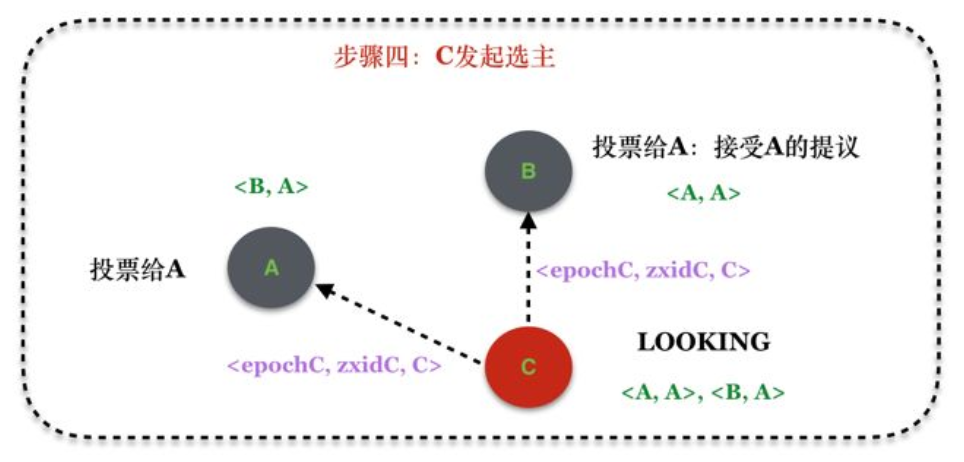 步骤四：C发起选主
B
投票给A：接受A的提议
<B, A>
<A, A>
投票给A
A
<epochC, zxidC, C>
LOOKING
<epochC, zxidC, C>
C
<A, A>, <B, A>